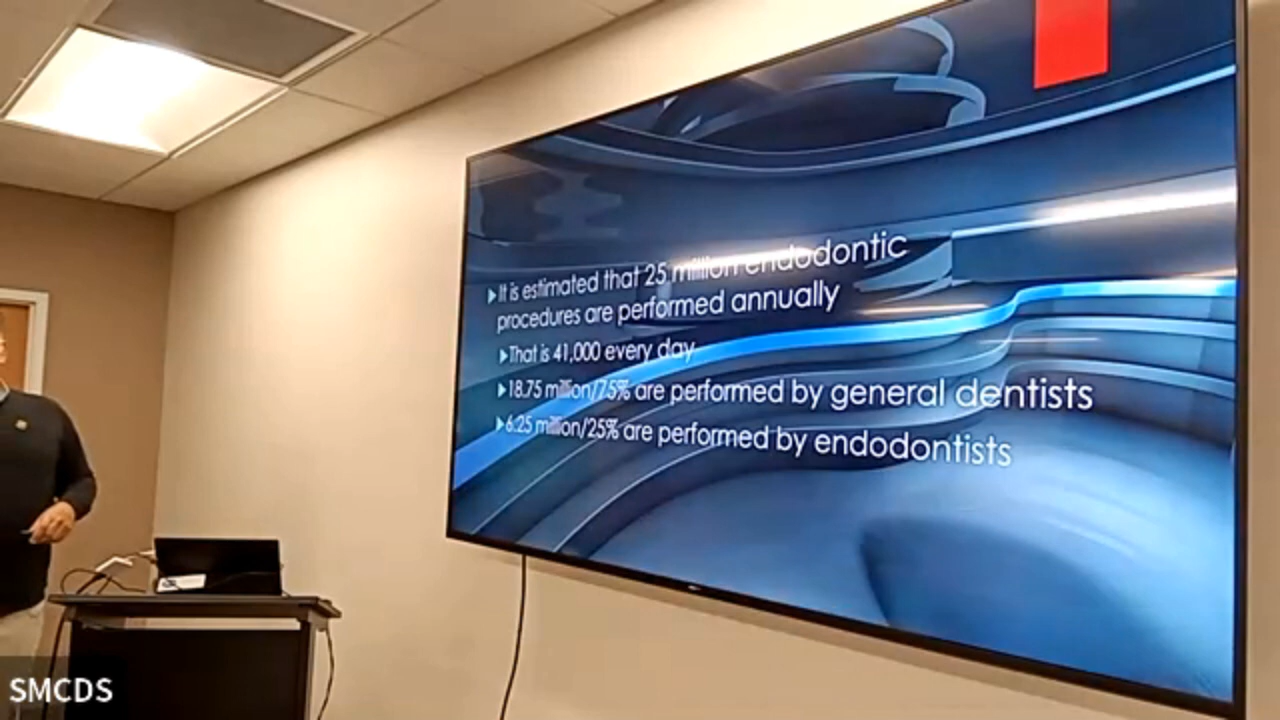 ▶It is estimated that 25 million endodontic
procedures are performed annually
▶That is 41,000 every day
▶18.75 million/75% are performed by general dentists
▶6.25 million/25% are performed by endodontists
SMCDS